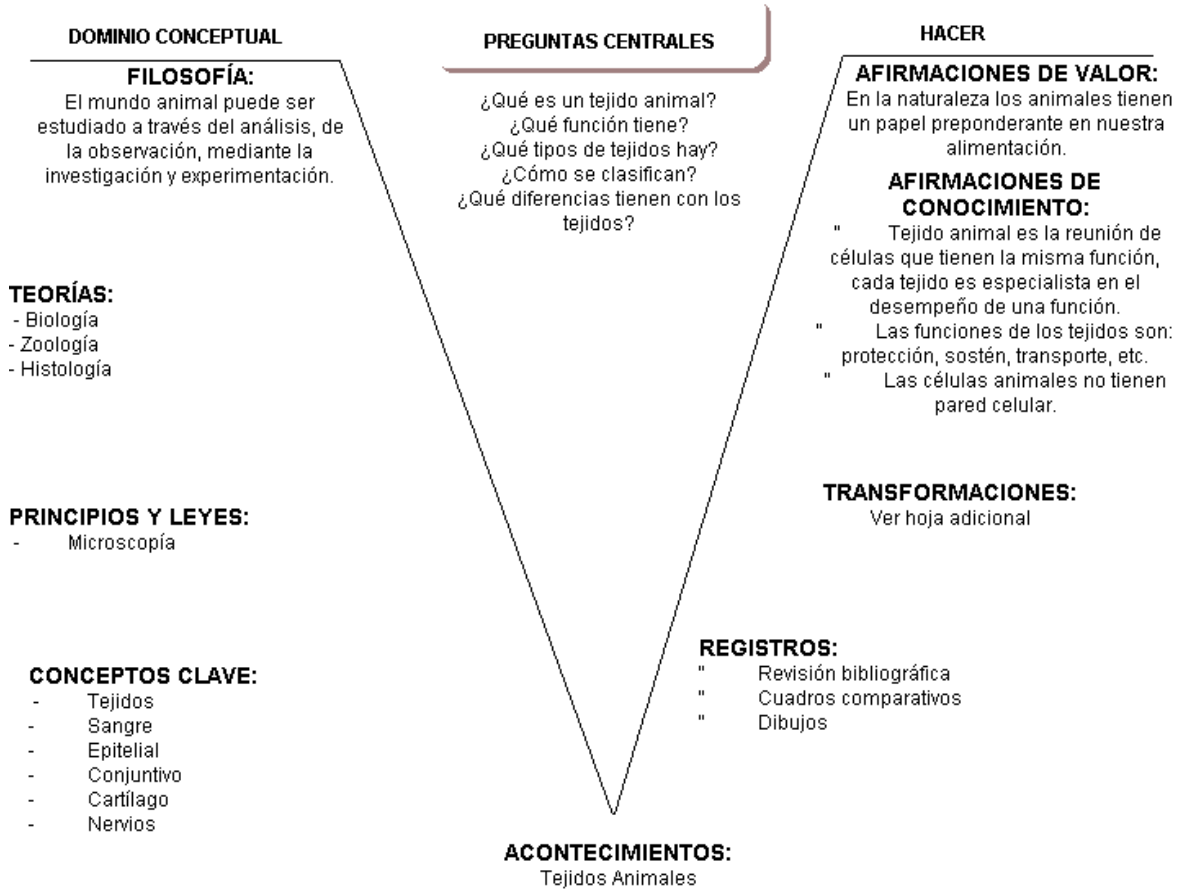 DOMINIO CONCEPTUAL
FILOSOFÍA:
El mundo animal puede ser
estudiado a través del análisis, de
la observación, mediante la
investigación y experimentación.
TEORÍAS:
- Biología
- Zoología
- Histología
PRINCIPIOS Y LEYES:
- Microscopía
CONCEPTOS CLAVE:
- Tejidos
- Sangre
- Epitelial
- Conjuntivo
- Cartílago
- Nervios
PREGUNTAS CENTRALES
¿Qué es un tejido animal?
¿Qué función tiene?
¿Qué tipos de tejidos hay?
¿Cómo se clasifican?
¿Qué diferencias tienen con los
tejidos?
HACER
AFIRMACIONES DE VALOR:
En la naturaleza los animales tienen
un papel preponderante en nuestra
alimentación.
AFIRMACIONES DE
CONOCIMIENTO:
" Tejido animal es la reunión de
células que tienen la misma función,
cada tejido es especialista en el
desempeño de una función.
" Las funciones de los tejidos son:
protección, sostén, transporte, etc.
" Las células animales no tienen
pared celular.
TRANSFORMACIONES:
Ver hoja adicional
REGISTROS:
" Revisión bibliográfica
" Cuadros comparativos
" Dibujos
ACONTECIMIENTOS:
Tejidos Animales